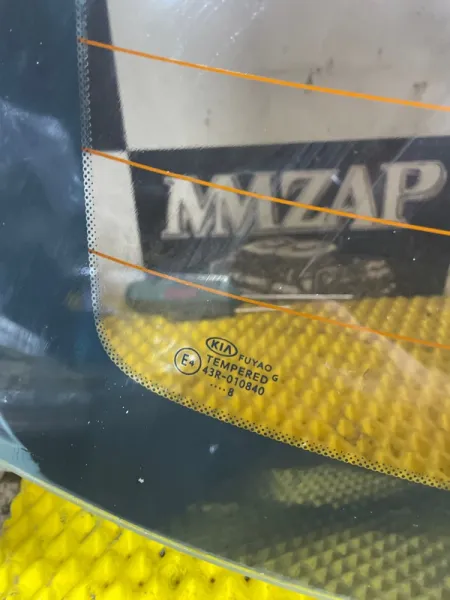 MMZAP
KIA FUYAO G
E4 TEMPERED
43R-010840
....8